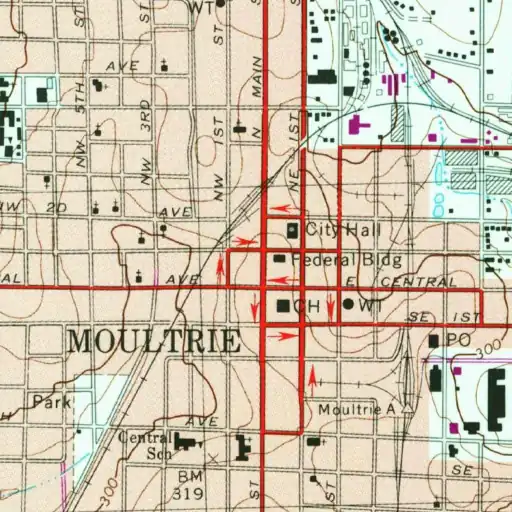 WT
ST
ST
AVE
5TH
NW
3RD
NW
1ST
NW
MAIN
N
1ST
NE
NW 2D
AVE
City Hall
Federal Bldg
AVE
E CENTRAL
CH
WT
SE 1ST
MOULTRIE
PO
300
Park
Moultrie A
AVE
Central
Sch
BM
319
300
ST
ST
SE